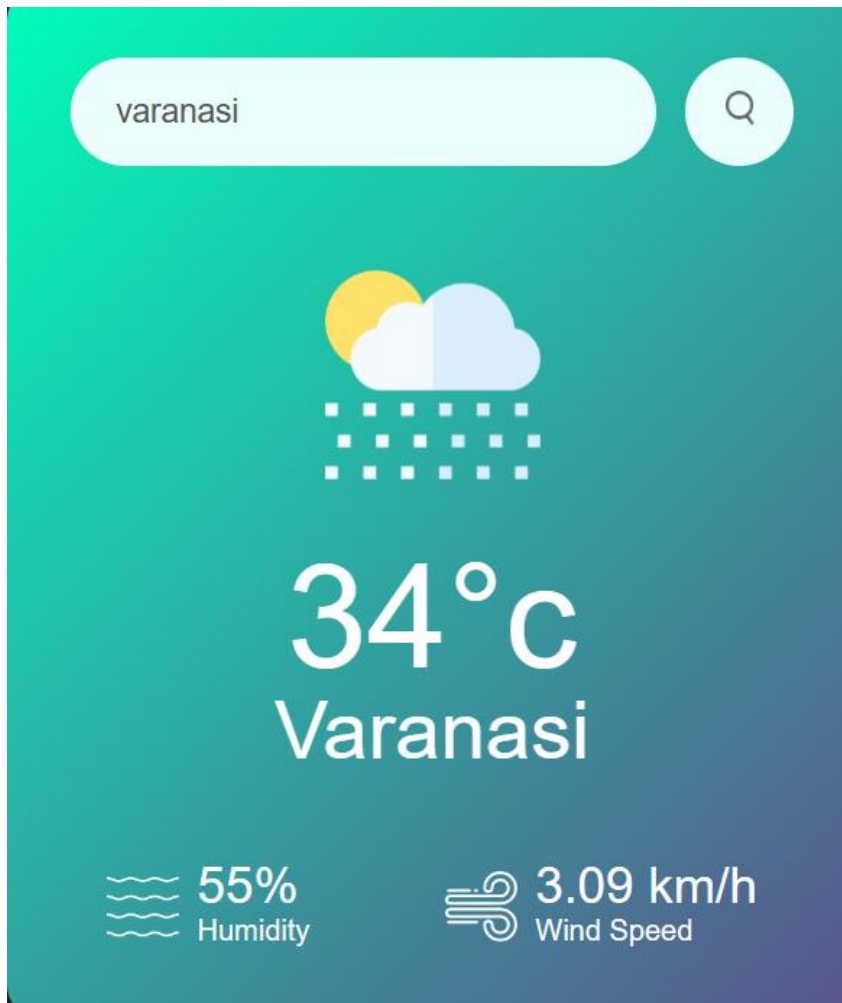 varanasi
34°c
Varanasi
55%
Humidity
3.09 km/h
Wind Speed